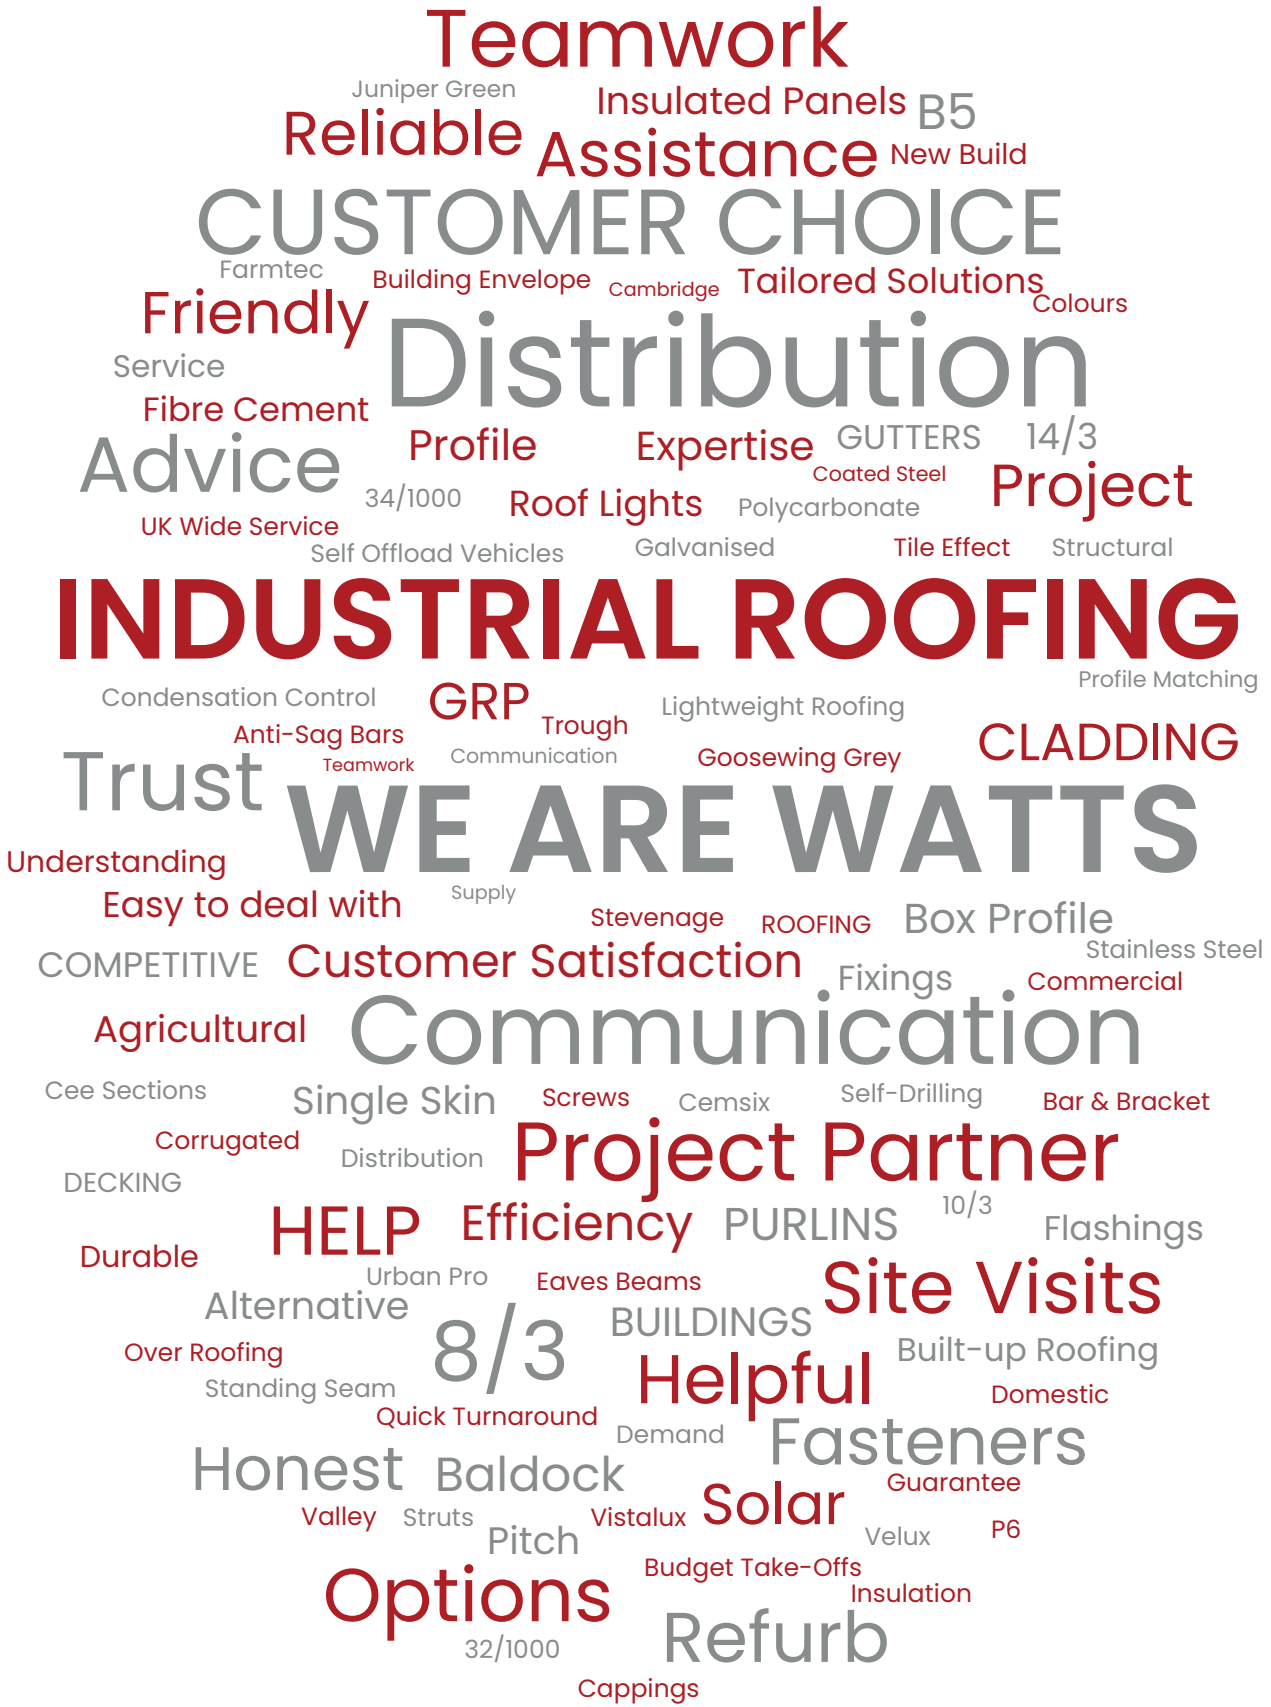 Teamwork
Juniper Green
Insulated Panels
B5
Reliable
Assistance
New Build
CUSTOMER CHOICE
Farmtec
Building Envelope
Cambridge
Tailored Solutions
Colours
Friendly
Distribution
Service
Fibre Cement
Advice
Profile
Expertise
GUTTERS
14/3
Coated Steel
Project
34/1000
Roof Lights
Polycarbonate
UK Wide Service
Self Offload Vehicles
Galvanised
Tile Effect
Structural
INDUSTRIAL ROOFING
Profile Matching
Condensation Control
GRP
Lightweight Roofing
Anti-Sag Bars
Trough
CLADDING
Trust
Teamwork
Communication
Goosewing Grey
WE ARE WATTS
Understanding
Easy to deal with
Supply
Stevenage
ROOFING
Box Profile
Stainless Steel
COMPETITIVE
Customer Satisfaction
Fixings
Commercial
Agricultural
Communication
Cee Sections
Single Skin
Screws
Cemsix
Self-Drilling
Bar & Bracket
Corrugated
Distribution
Project Partner
DECKING
HELP
Efficiency
PURLINS
10/3
Flashings
Durable
Urban Pro
Eaves Beams
Site Visits
Alternative
8/3
BUILDINGS
Over Roofing
Built-up Roofing
Standing Seam
Helpful
Domestic
Quick Turnaround
Demand
Fasteners
Honest
Baldock
Guarantee
Valley
Struts
Vistalux
Solar
Pitch
Velux
P6
Budget Take-Offs
Options
Insulation
32/1000
Refurb
Cappings